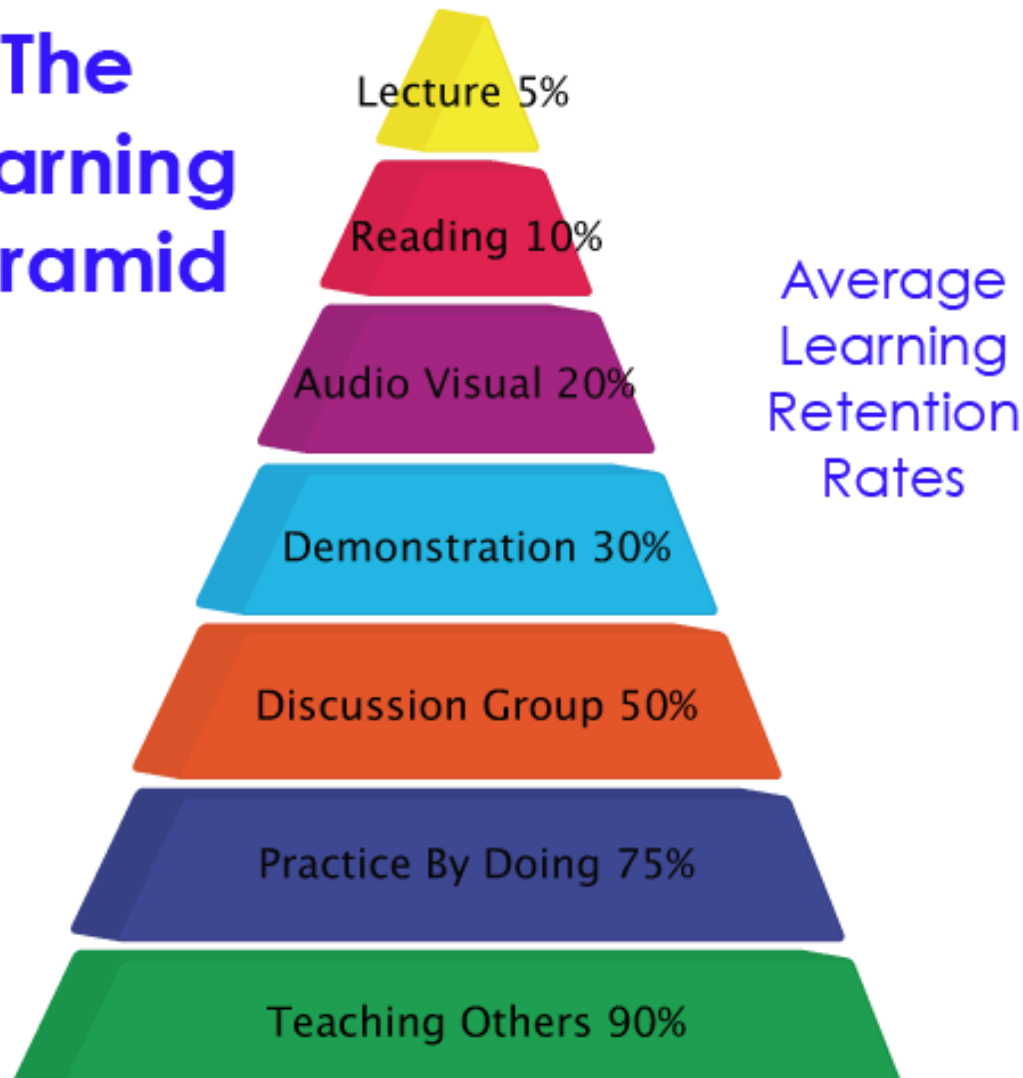 The
arning
ramid
Lecture 5%
Reading 10%
Audio Visual 20%
Demonstration 30%
Discussion Group 50%
Practice By Doing 75%
Teaching Others 90%
Average
Learning
Retention
Rates